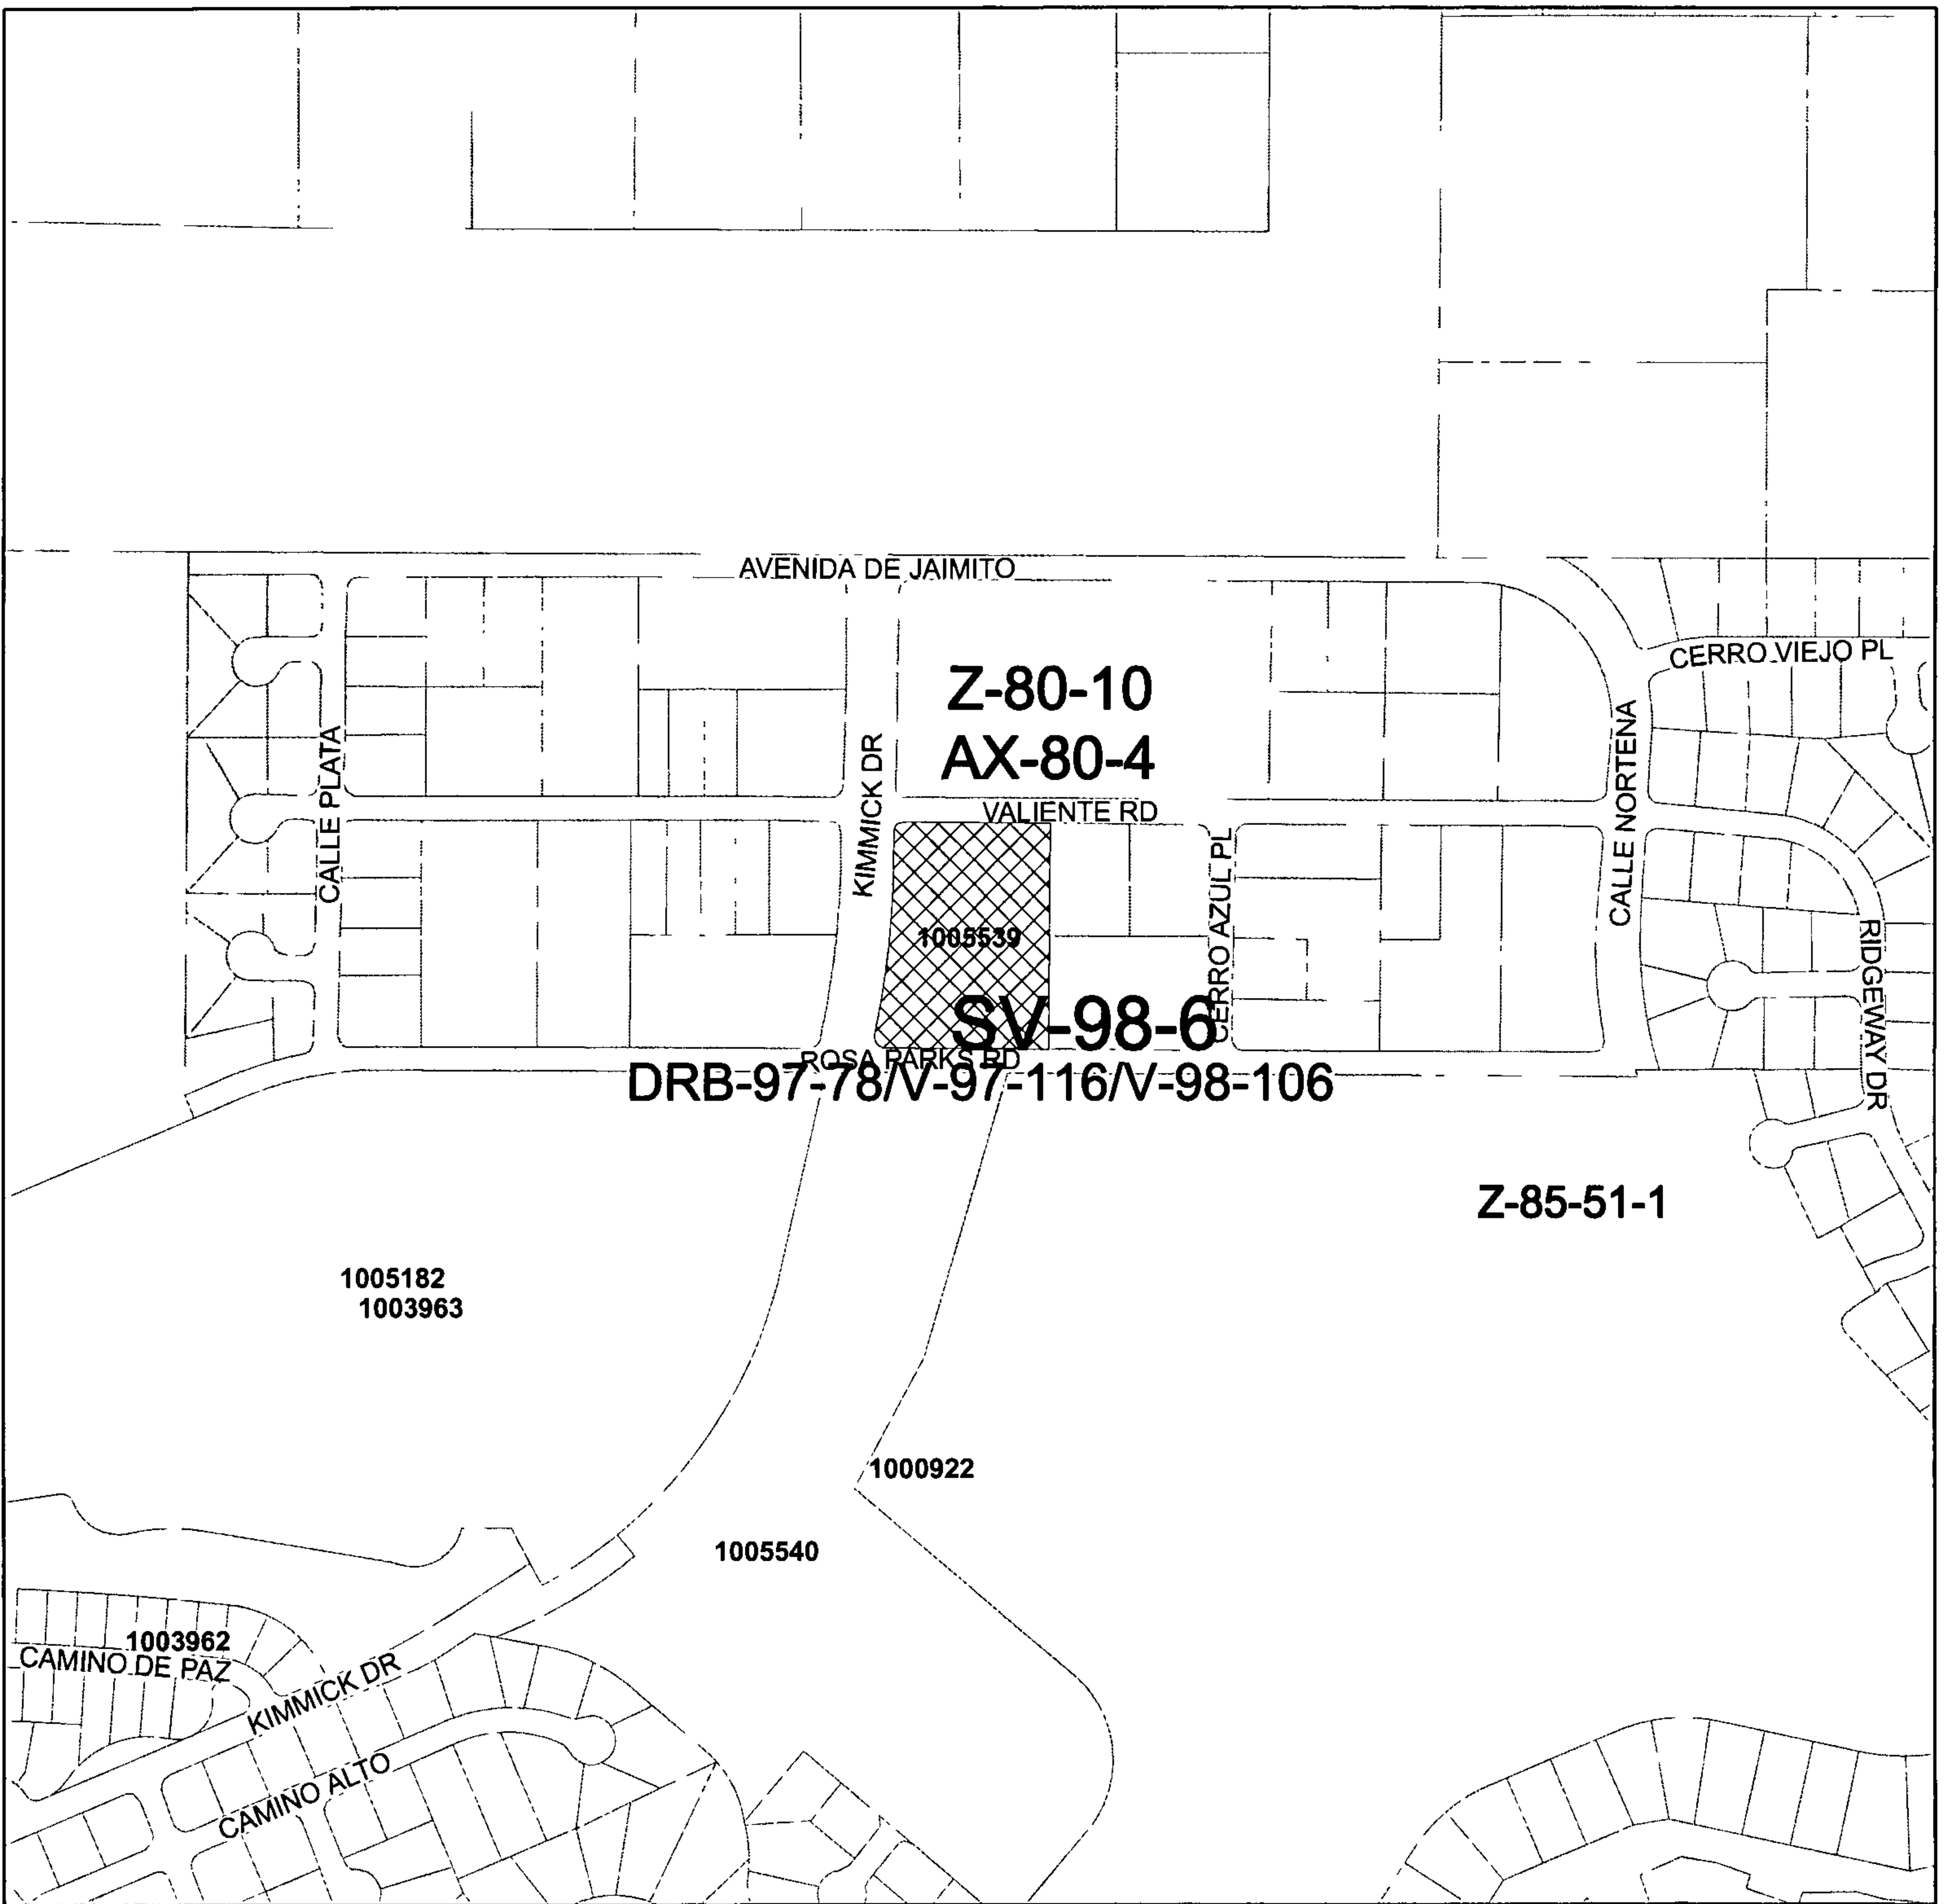 AVENIDA DE JAIMITO
CERRO VIEJO PL
Z-80-10
AX-80-4
CALLE PLATA
KIMMICK DR
VALIENTE RD
CALLE NORTENA
CERRO AZUL PL
1005539
RIDGEWAY DR
SV-98-6
ROSA PARKS RD
DRB-97-78/V-97-116/V-98-106
Z-85-51-1
1005182
1003963
1000922
1005540
1003962
CAMINO DE PAZ
KIMMICK DR
CAMINO ALTO